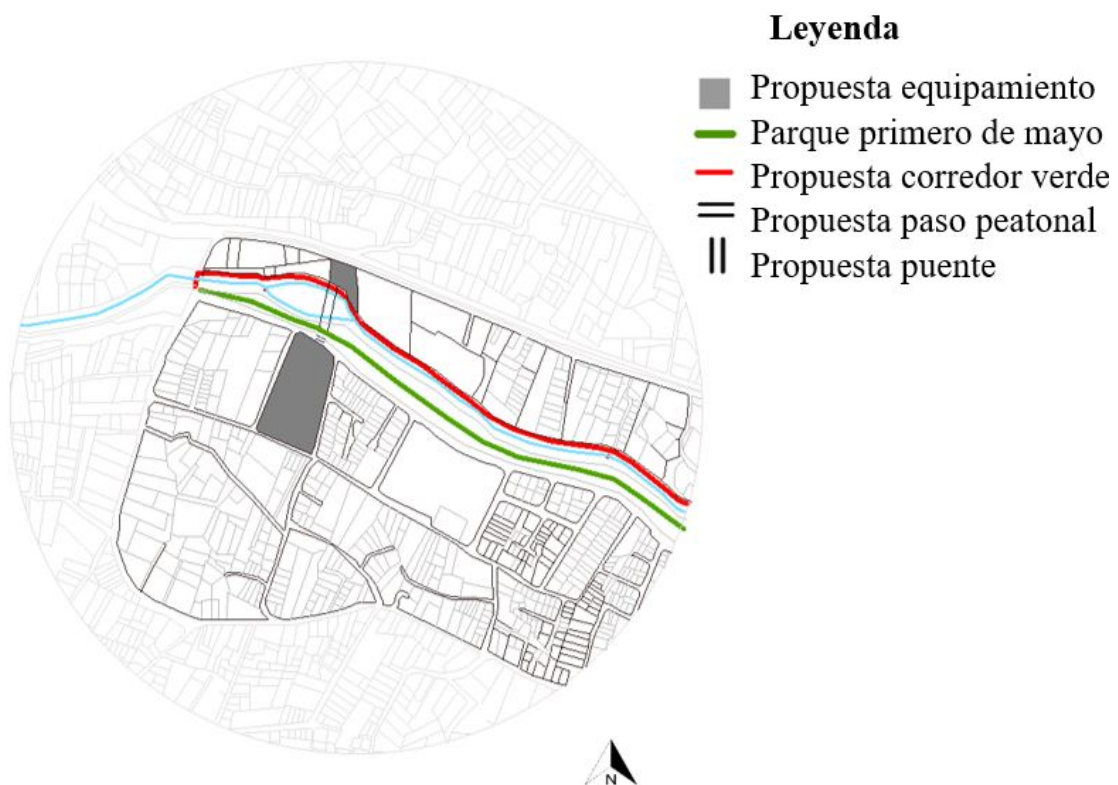 Leyenda
Propuesta equipamiento
Parque primero de mayo
Propuesta corredor verde
Propuesta paso peatonal
Propuesta puente
N